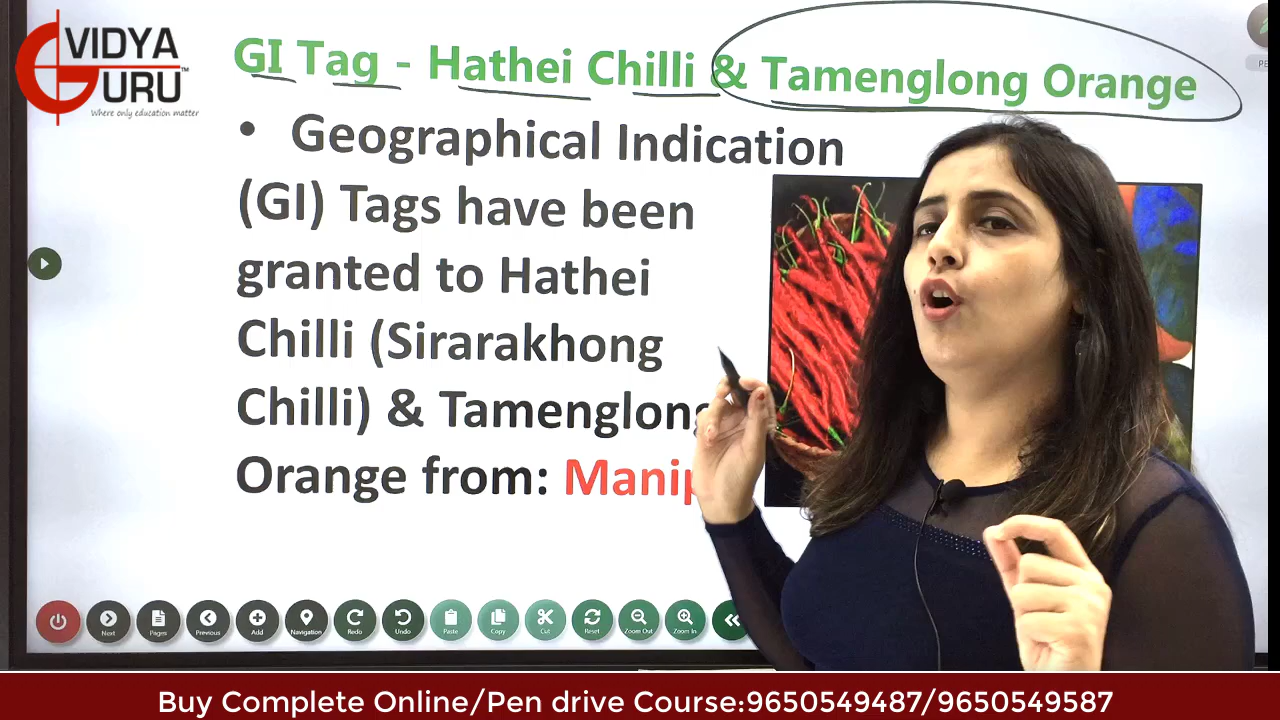 VIDYA
GURU™
Where only education matter
GI Tag - Hathei Chilli & Tamenglong Orange
• Geographical Indication
(GI) Tags have been
granted to Hathei
Chilli (Sirarakhong
Chilli) & Tamenglong
Orange from: Manip
Next
Pages
Previous
Add
Navigation
Redo
Undo
Paste
Copy
Cut
Reset
Zoom Out
Zoom In
Buy Complete Online/Pen drive Course:9650549487/9650549587